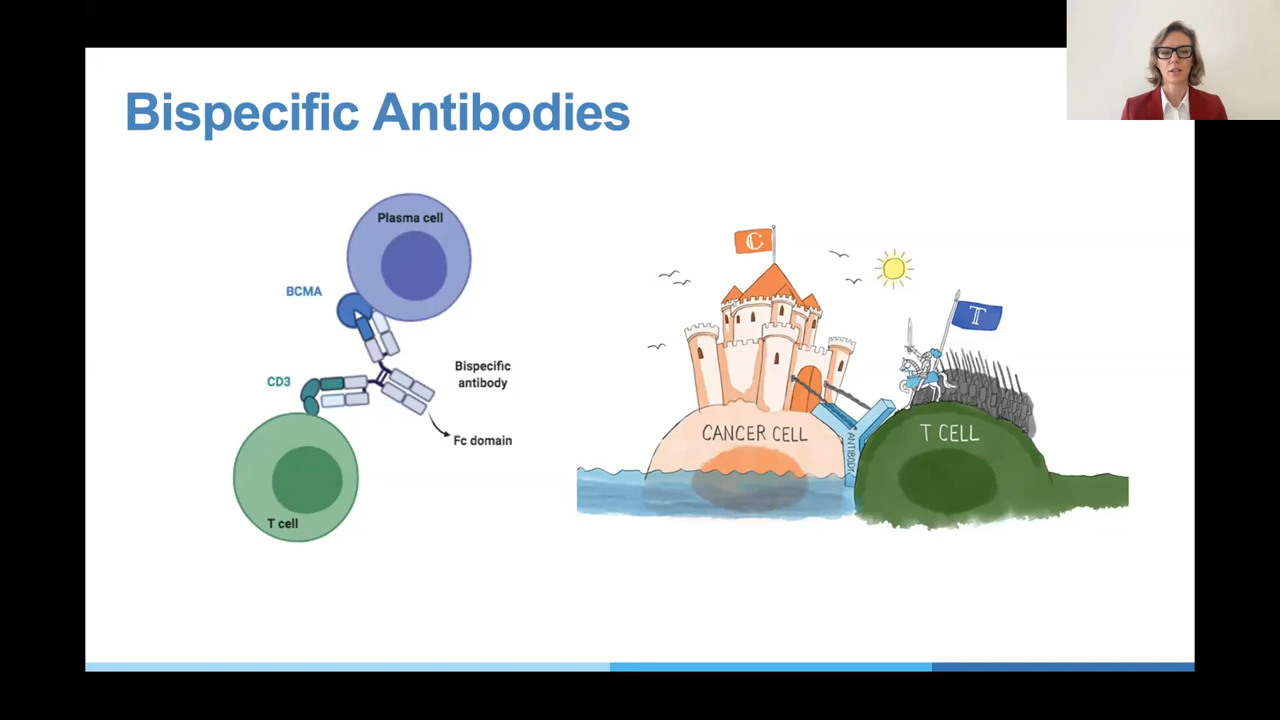 Bispecific Antibodies
Plasma cell
BCMA
Bispecific
antibody
CD3
Fc domain
T cell
C
T
CANCER CELL
T CELL
ANTIBODY